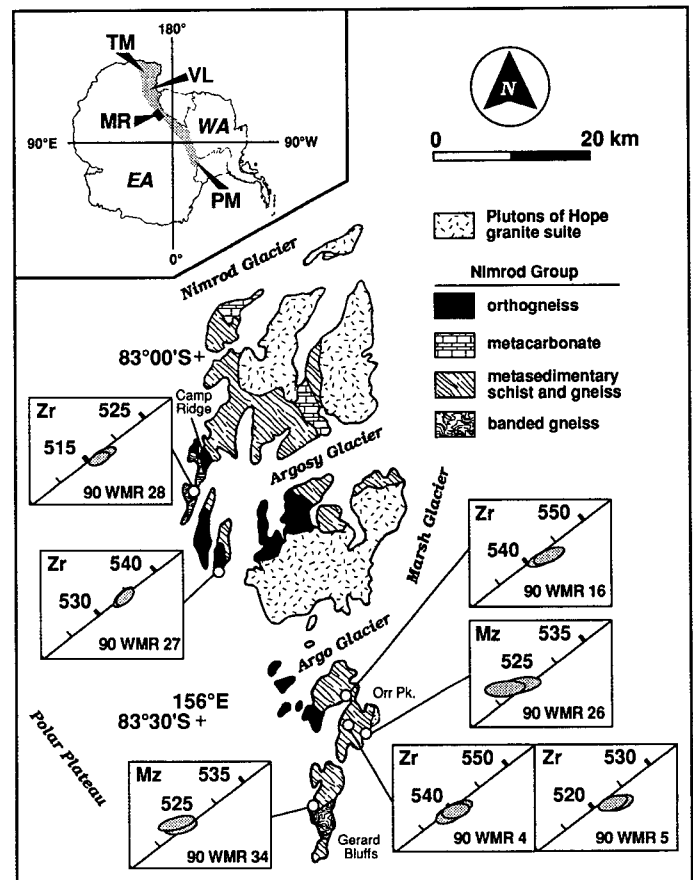 180°
TM
VL
MR
WA
90°E
90°W
EA
PM
0°
N
0
20 km
Plutons of Hope
granite suite
Nimrod Group
orthogneiss
metacarbonate
metasedimentary
schist and gneiss
banded gneiss
Nimrod Glacier
83°00'S +
Camp
Ridge
Zr
525
515
90 WMR 28
Argosy Glacier
Marsh Glacier
Zr
550
540
90 WMR 16
Zr
540
530
90 WMR 27
Mz
535
525
90 WMR 26
Argo Glacier
Orr Pk.
156°E
83°30'S +
Polar Plateau
Zr
550
540
90 WMR 4
Zr
530
520
90 WMR 5
Mz
535
525
90 WMR 34
Gerard
Bluffs